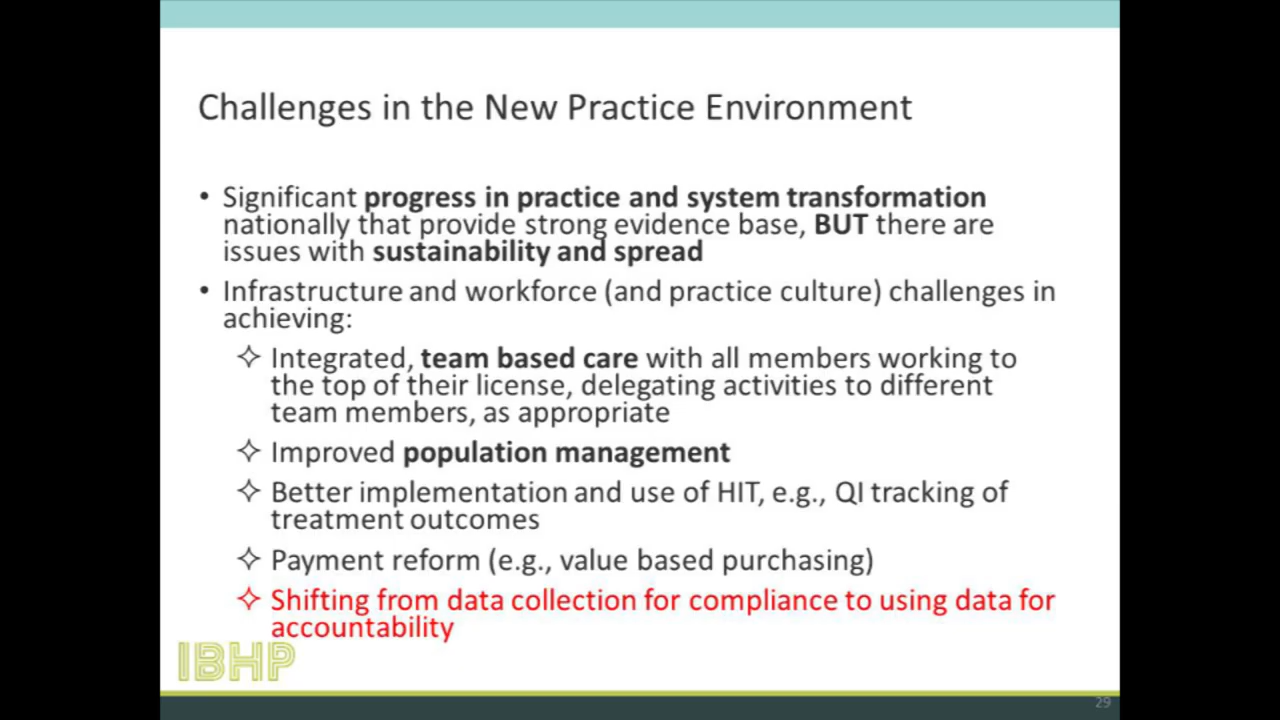 Challenges in the New Practice Environment
• Significant progress in practice and system transformation
nationally that provide strong evidence base, BUT there are
issues with sustainability and spread
• Infrastructure and workforce (and practice culture) challenges in
achieving:
✧ Integrated, team based care with all members working to
the top of their license, delegating activities to different
team members, as appropriate
✧ Improved population management
✧ Better implementation and use of HIT, e.g., QI tracking of
treatment outcomes
✧ Payment reform (e.g., value based purchasing)
✧ Shifting from data collection for compliance to using data for
accountability
IBHP
29